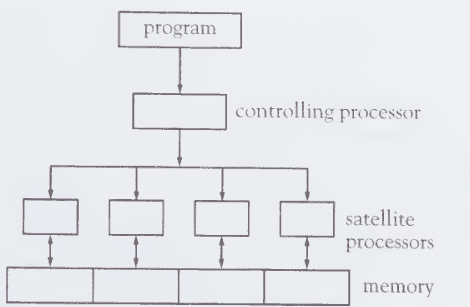 program
controlling processor
satellite
processors
memory